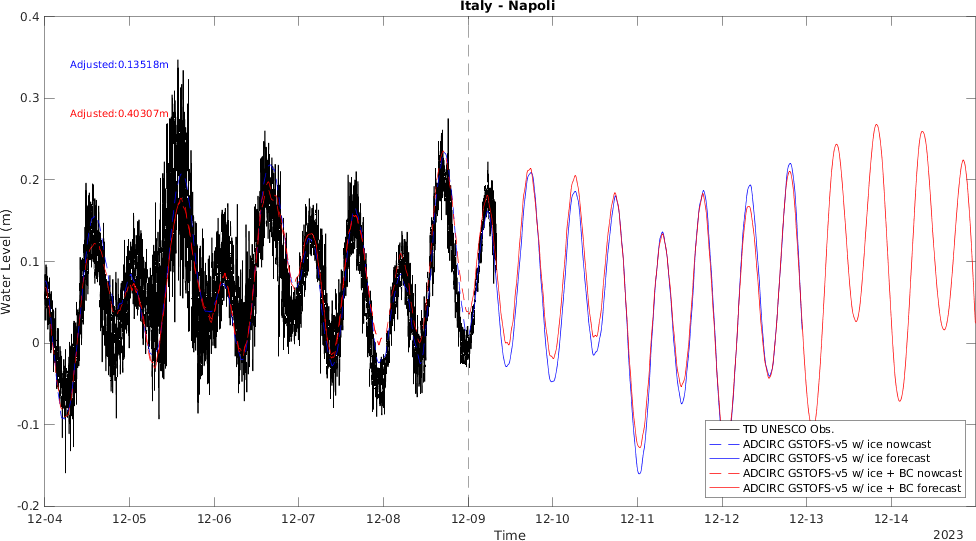 Italy - Napoli
0.4
Adjusted:0.13518m
0.3
Adjusted:0.40307m
0.2
0.1
0
-0.1
-0.2
Water Level (m)
TD UNESCO Obs.
ADCIRC GSTOFS-v5 w/ ice nowcast
ADCIRC GSTOFS-v5 w/ ice forecast
ADCIRC GSTOFS-v5 w/ ice + BC nowcast
ADCIRC GSTOFS-v5 w/ ice + BC forecast
12-04 12-05 12-06 12-07 12-08 12-09 12-10 12-11 12-12 12-13 12-14
Time
2023